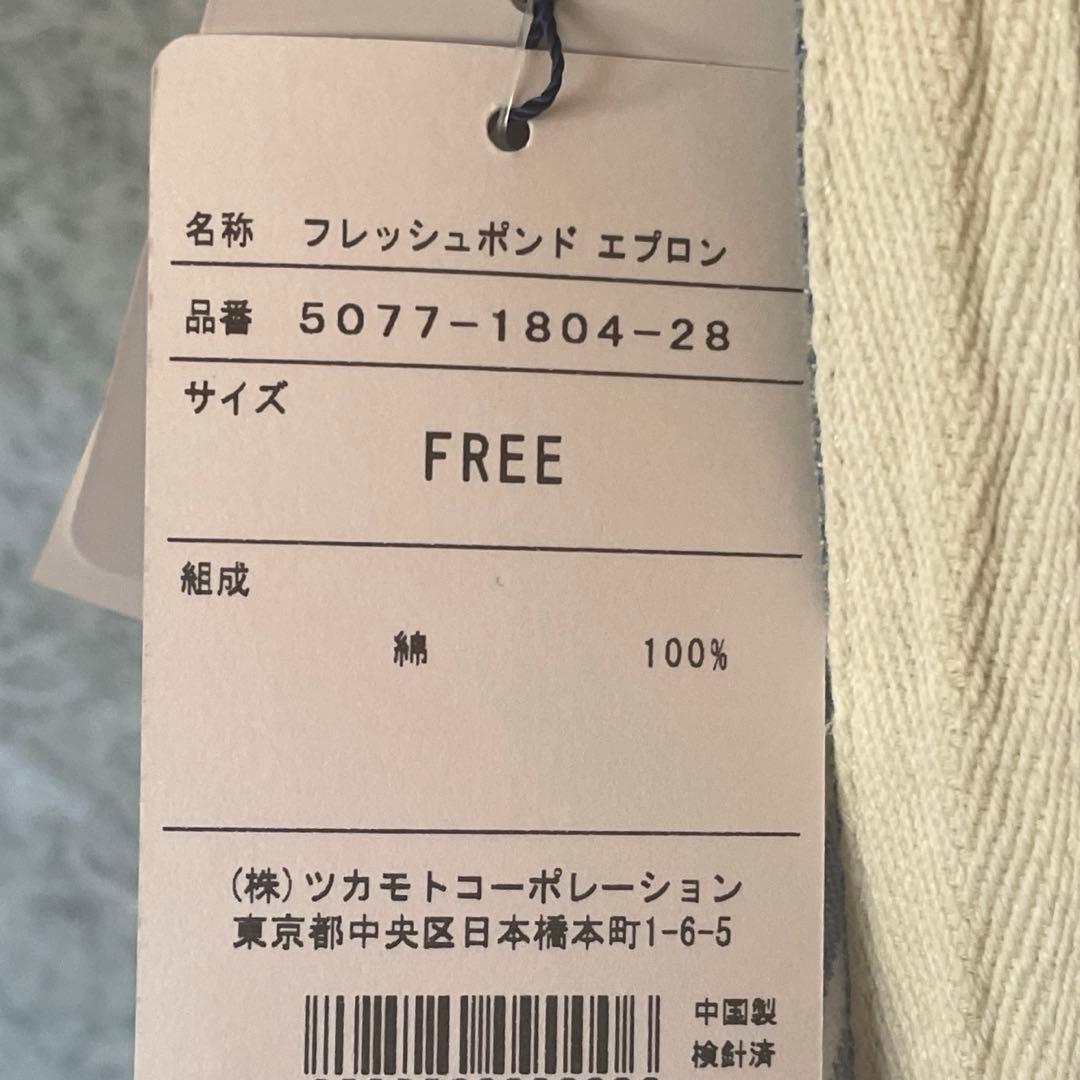 名称 フレッシュポンド エプロン
品番 5077-1804-28
サイズ
FREE
組成
綿 100%
(株)ツカモトコーポレーション
東京都中央区日本橋本町1-6-5
中国製
検針済